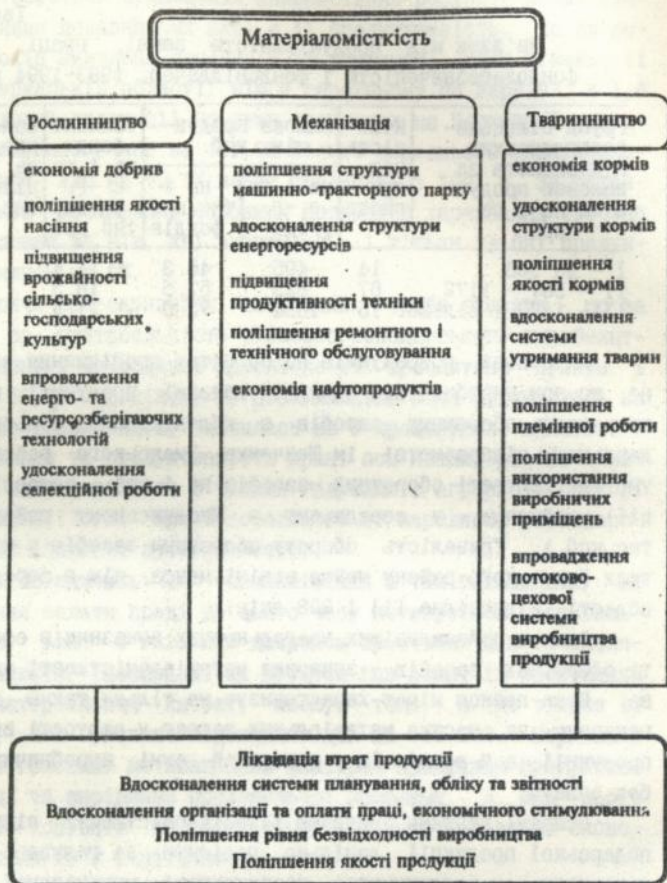 Матеріаломісткість
Рослинництво
економія добрив
поліпшення якості
насіння
підвищення
врожайності
сільсько-
господарських
культур
впровадження
енерго- та
ресурсозберігаючих
технологій
удосконалення
селекційної роботи
Механізація
поліпшення структури
машинно-тракторного парку
вдосконалення структури
енергоресурсів
підвищення
продуктивності техніки
поліпшення ремонтного і
технічного обслуговування
економія нафтопродуктів
Тваринництво
економія кормів
удосконалення
структури кормів
поліпшення
якості кормів
вдосконалання
системи
утримання тварин
поліпшення
племінної роботи
поліпшення
використання
виробничих
приміщень
впровадження
потоково-
цехової
системи
виробництва
продукції
Ліквідація втрат продукції
Вдосконалення системи планування, обліку та звітності
Вдосконалення організації та оплати праці, економічного стимулювання
Поліпшення рівня безвідходності виробництва
Поліпшення якості продукції